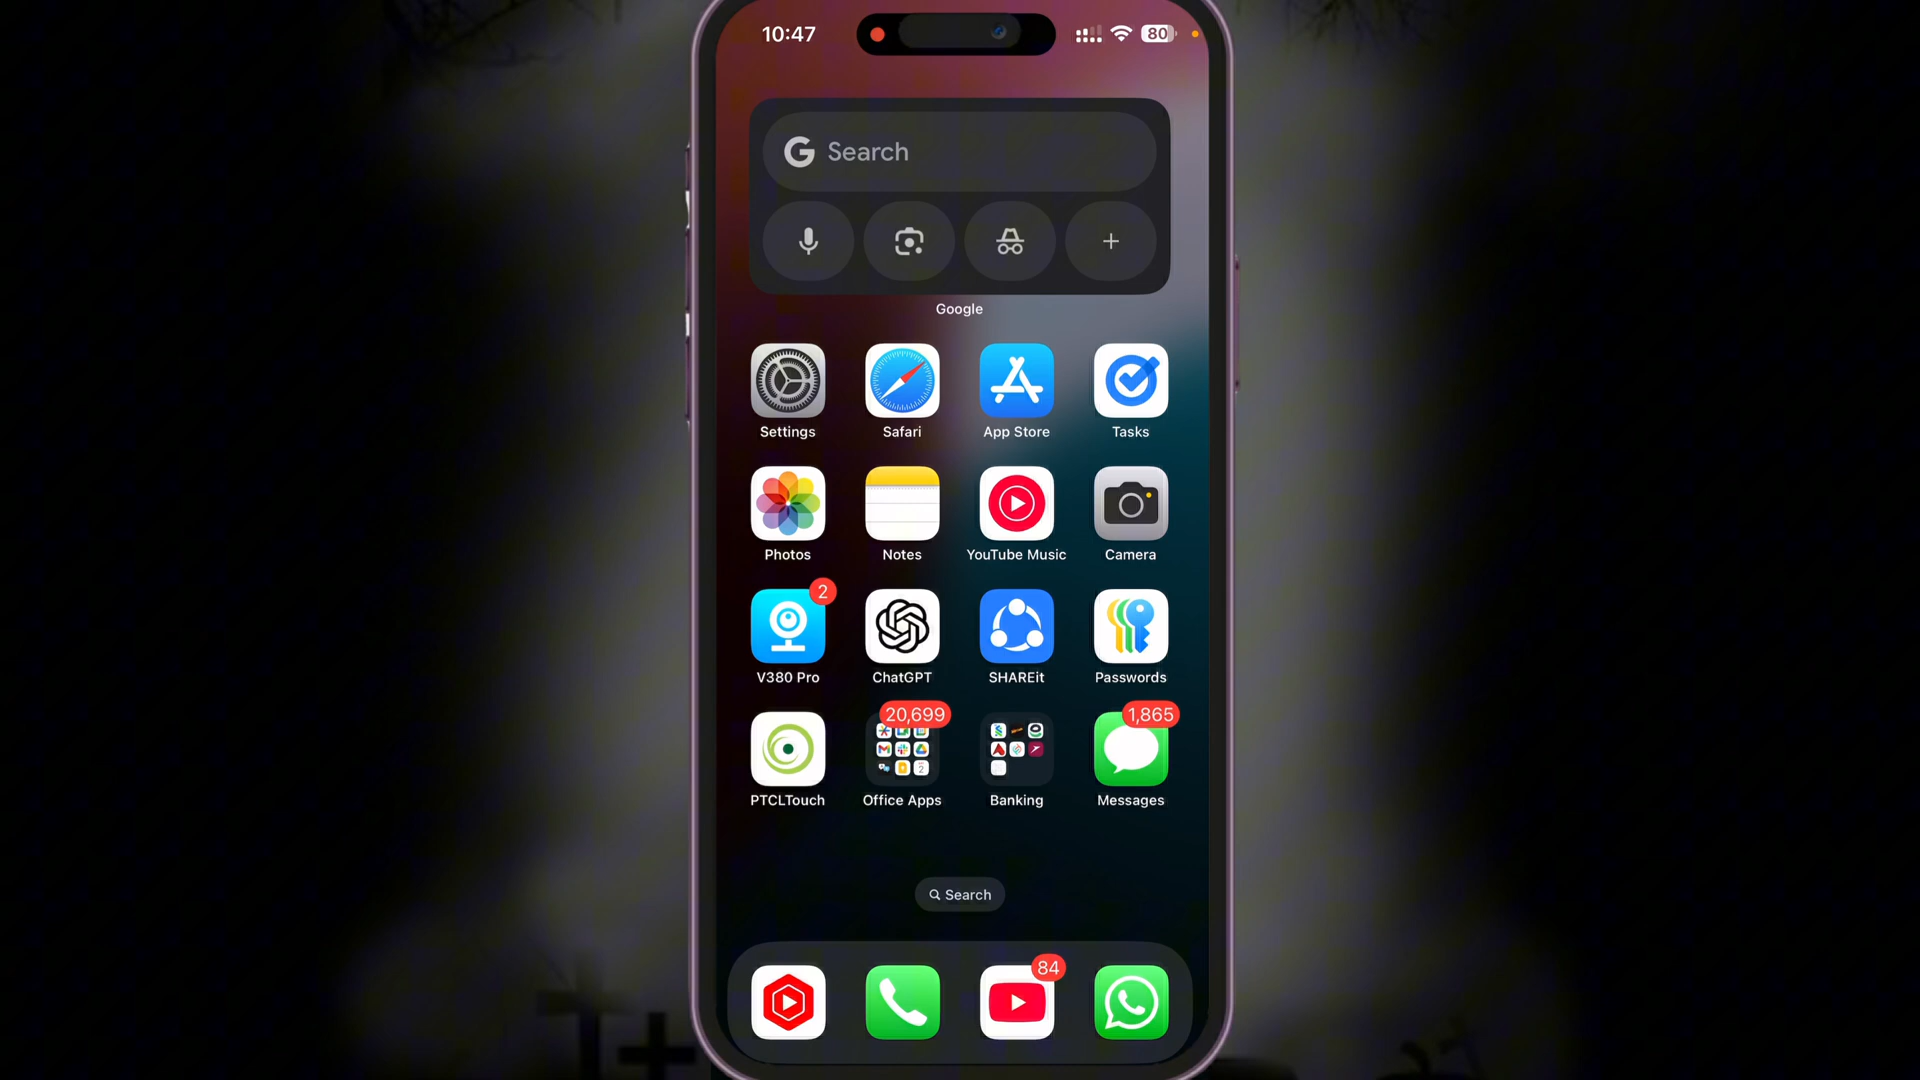 10:47
80
G Search
Google
Settings
Safari
App Store
Tasks
Photos
Notes
YouTube Music
Camera
2
V380 Pro
ChatGPT
SHAREit
Passwords
20,699
1,865
PTCLTouch
Office Apps
Banking
Messages
Search
84